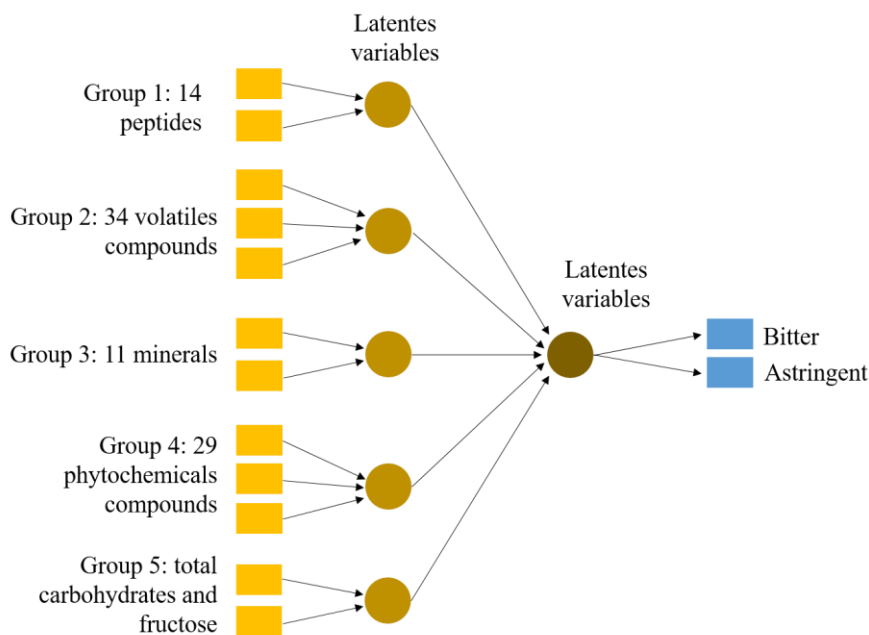 Latentes
variables
Group 1: 14
peptides
Group 2: 34 volatiles
compounds
Latentes
variables
Group 3: 11 minerals
Bitter
Astringent
Group 4: 29
phytochemicals
compounds
Group 5: total
carbohydrates and
fructose